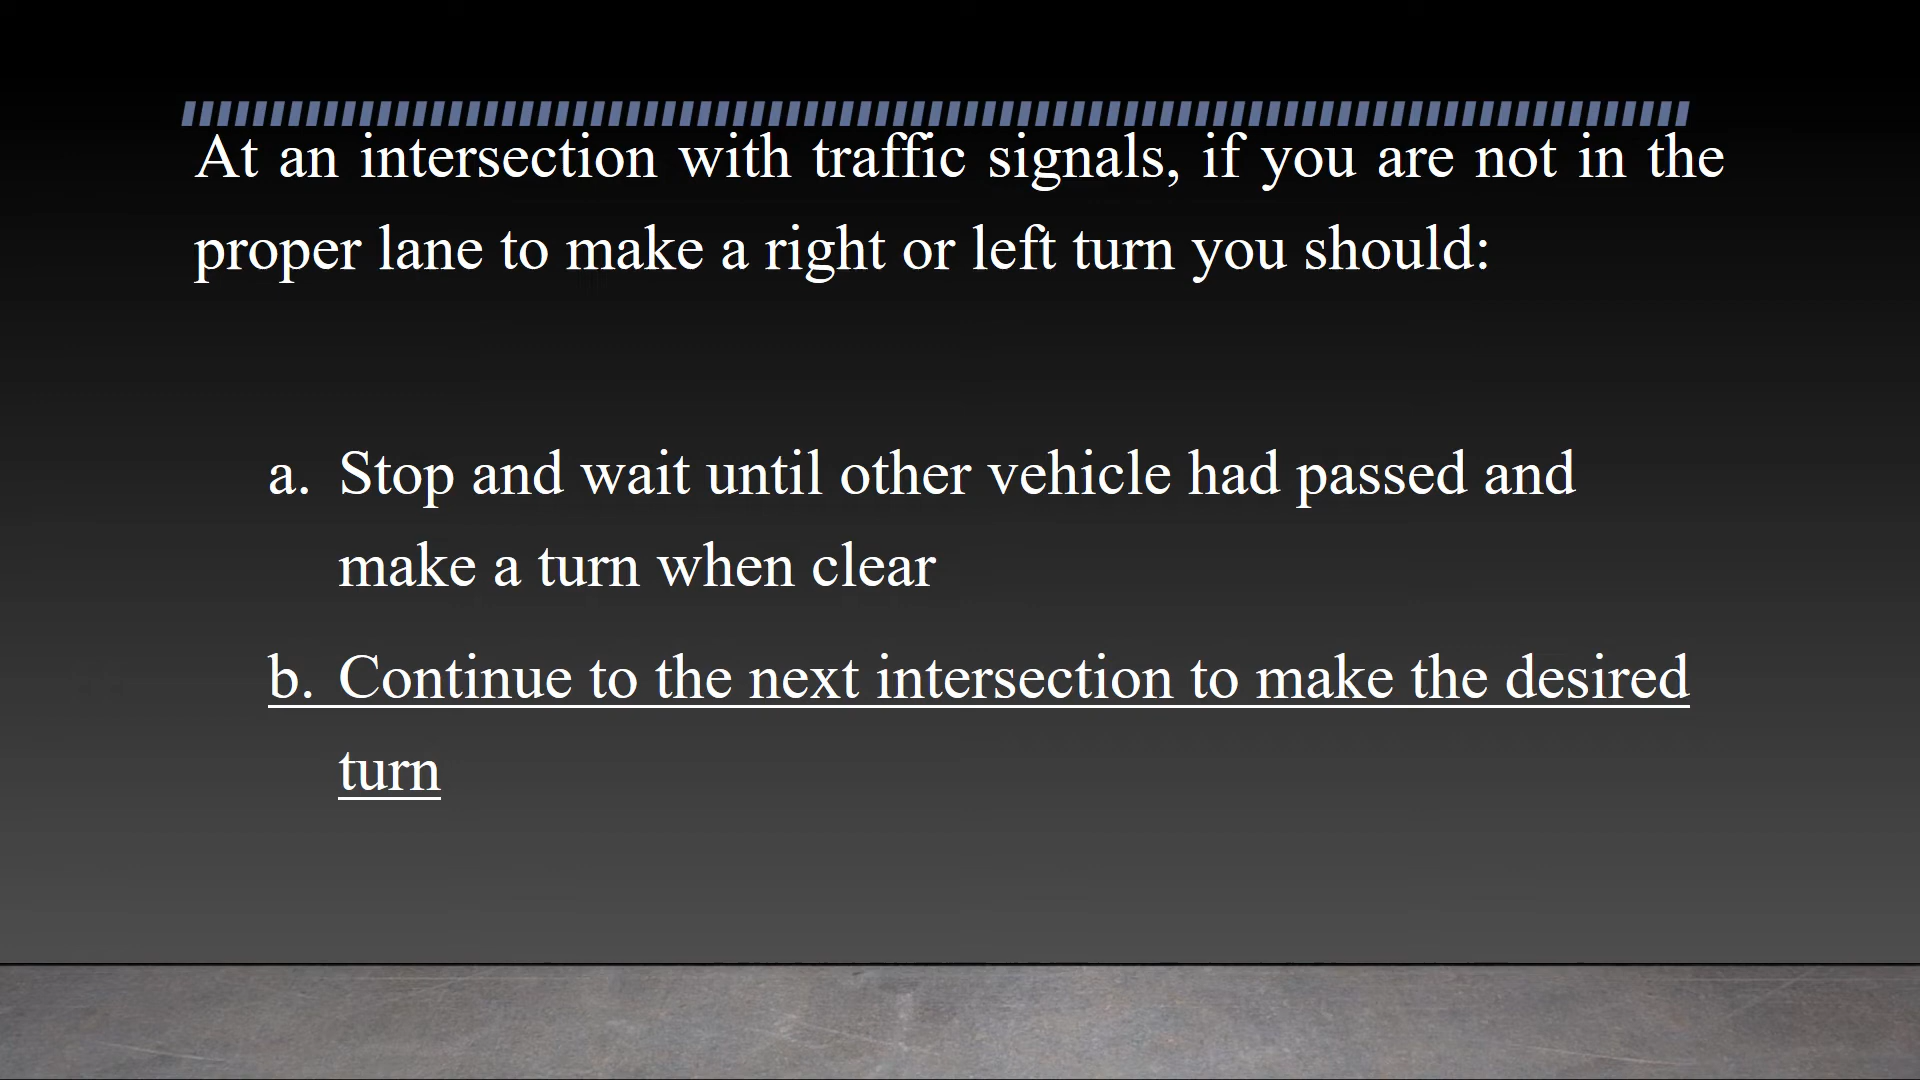 At an intersection with traffic signals, if you are not in the
proper lane to make a right or left turn you should:
a. Stop and wait until other vehicle had passed and
make a turn when clear
b. Continue to the next intersection to make the desired
turn